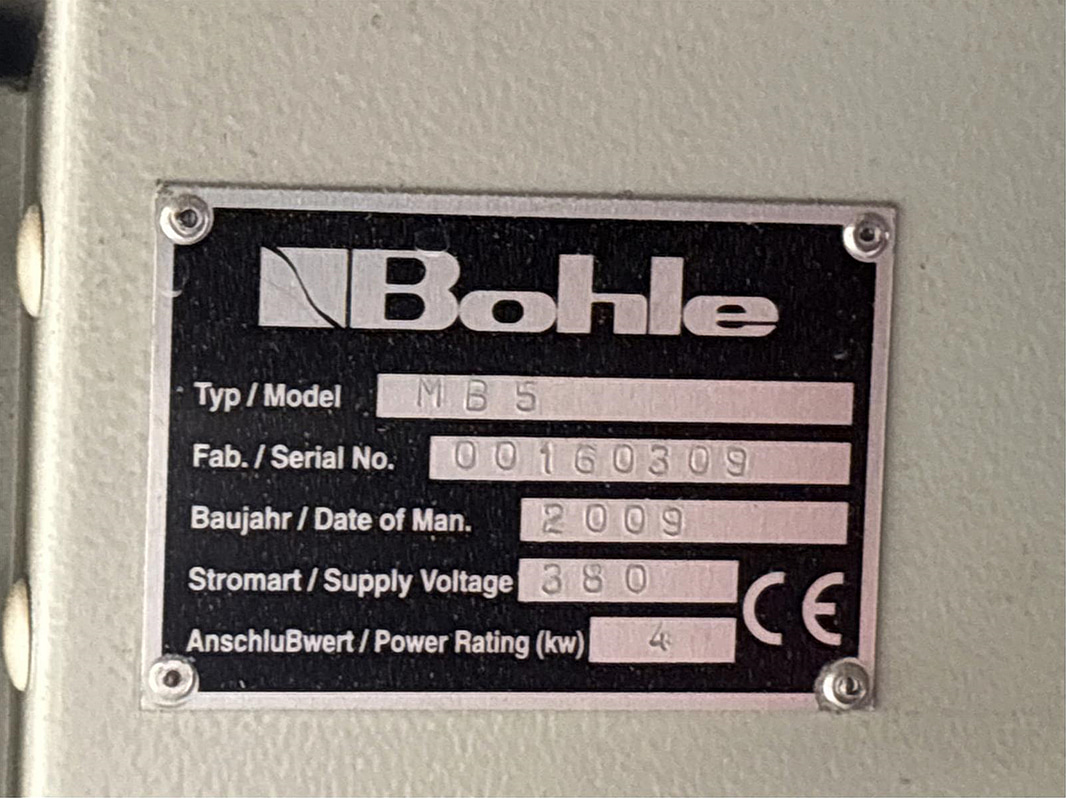 Bohle
Typ / Model MB5
Fab. / Serial No. 00160309
Baujahr / Date of Man. 2009
Stromart / Supply Voltage 380
AnschluBwert / Power Rating (kw) 4
CE